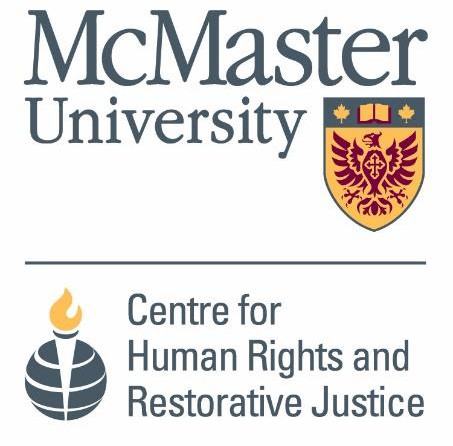 McMaster
University
Centre for
Human Rights and
Restorative Justice